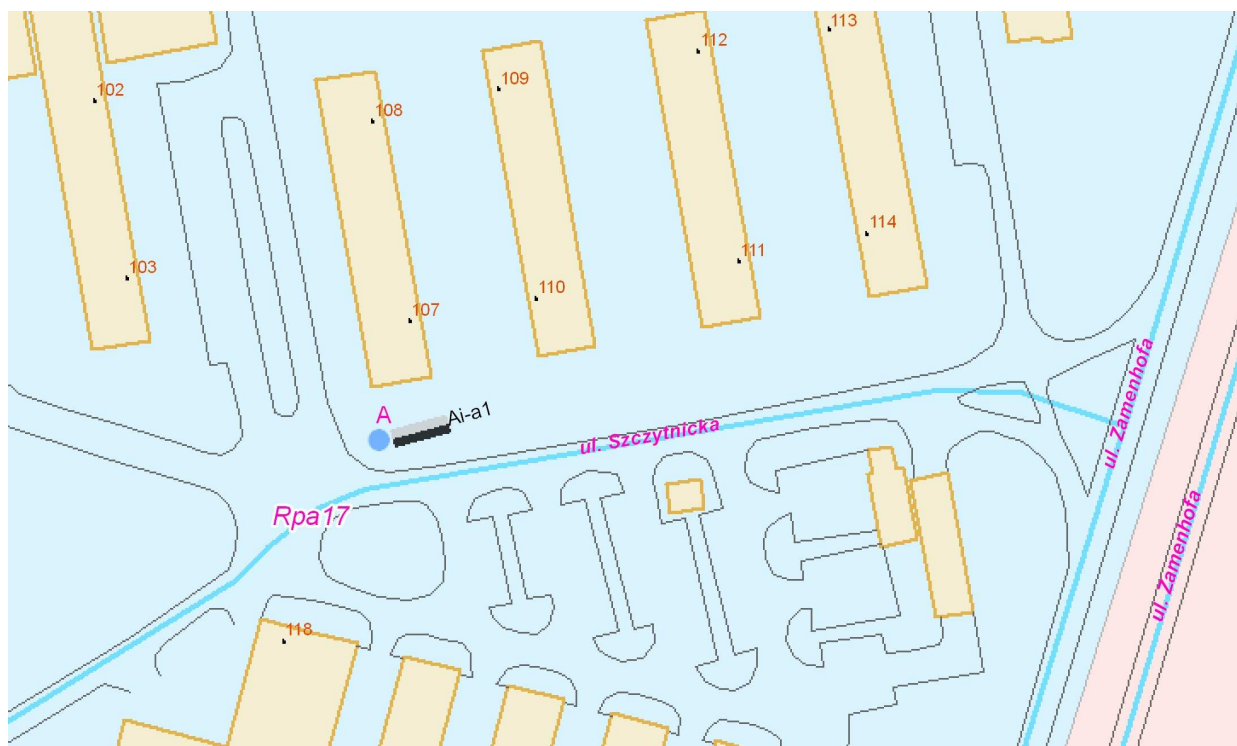 113
112
109
102
108
114
111
103
110
107
ul. Zamenhofa
A
Ai-a1
ul. Szczytnicka
Rpa17
ul. Zamenhofa
118